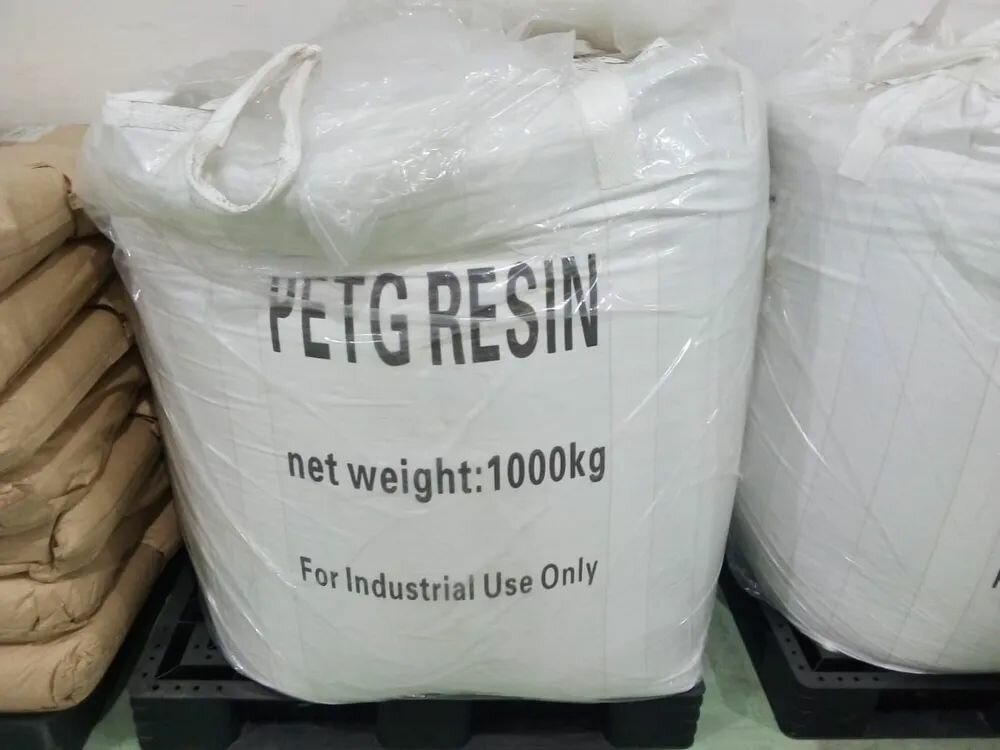 PETG RESIN
net weight:1000kg
For Industrial Use Only